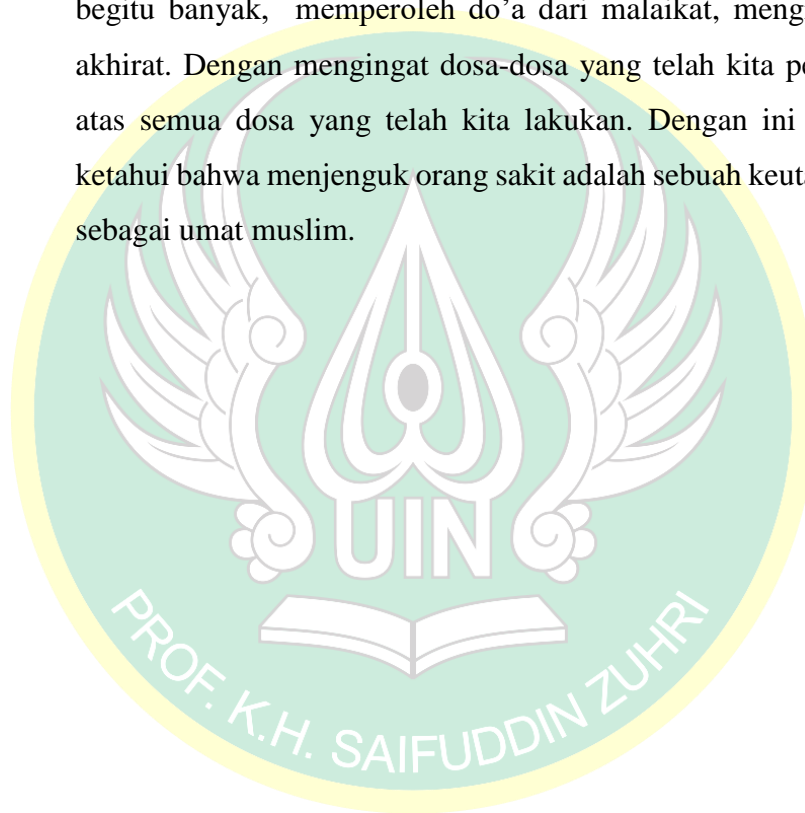 begitu banyak, memperoleh do’a dari malaikat, meng
akhirat. Dengan mengingat dosa-dosa yang telah kita pe
atas semua dosa yang telah kita lakukan. Dengan ini
ketahui bahwa menjenguk orang sakit adalah sebuah keuta
sebagai umat muslim.
UIN
PROF. K.H. SAIFUDDIN ZUHRI